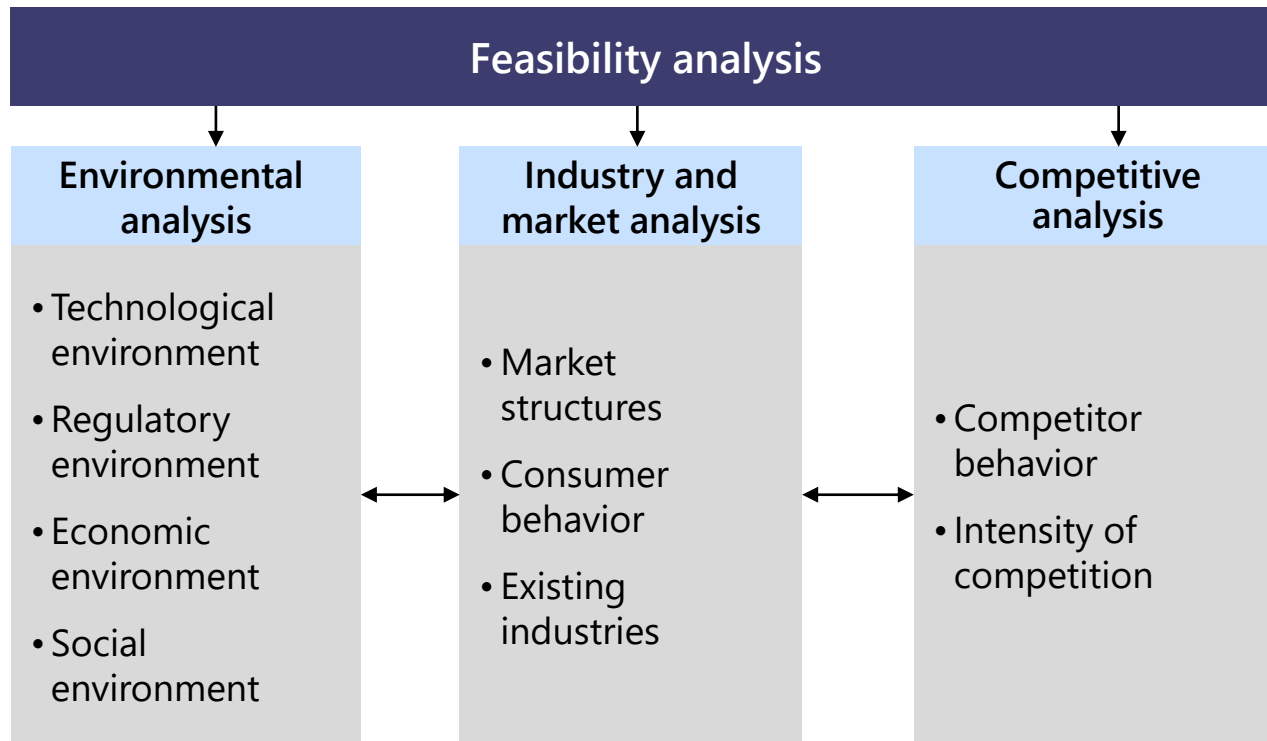 Feasibility analysis
Environmental
analysis
• Technological
environment
• Regulatory
environment
• Economic
environment
• Social
environment
Industry and
market analysis
• Market
structures
• Consumer
behavior
• Existing
industries
Competitive
analysis
• Competitor
behavior
• Intensity of
competition